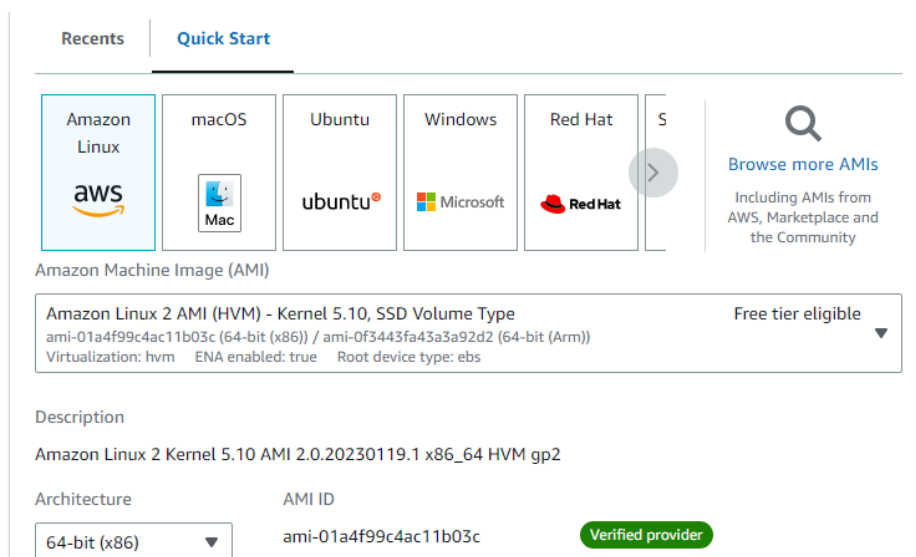 Recents
Quick Start
Amazon
Linux
aws
macOS
Mac
Ubuntu
ubuntu
Windows
Microsoft
Red Hat
Red Hat
S
Browse more AMIs
Including AMIs from
AWS, Marketplace and
the Community
Amazon Machine Image (AMI)
Amazon Linux 2 AMI (HVM) - Kernel 5.10, SSD Volume Type
Free tier eligible
ami-01a4f99c4ac11b03c (64-bit (x86)) / ami-0f3443fa43a3a92d2 (64-bit (Arm))
Virtualization: hvm ENA enabled: true Root device type: ebs
Description
Amazon Linux 2 Kernel 5.10 AMI 2.0.20230119.1 x86_64 HVM gp2
Architecture
AMI ID
64-bit (x86)
ami-01a4f99c4ac11b03c
Verified provider